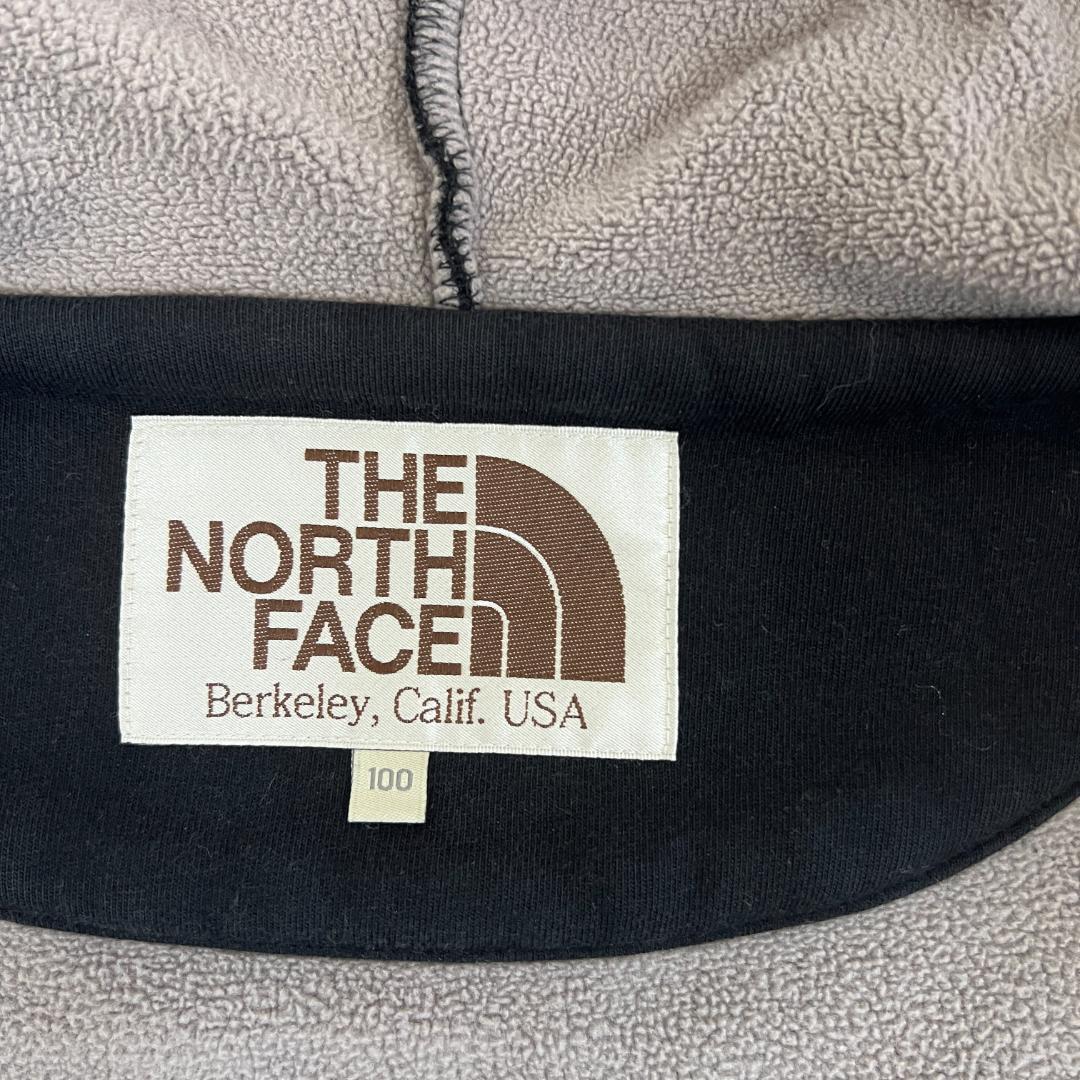 THE
NORTH
FACE
Berkeley, Calif. USA
100